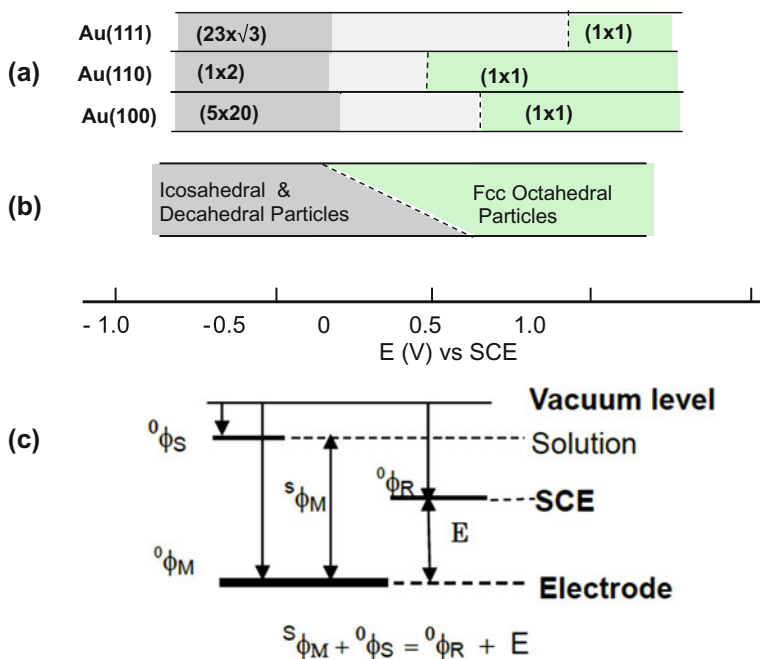 Au(111) (23x√3) (1x1)
(a) Au(110) (1x2) (1x1)
Au(100) (5x20) (1x1)
(b) Icosahedral & Decahedral Particles
Fcc Octahedral Particles
- 1.0 -0.5 0 0.5 1.0
E (V) vs SCE
(c) Vacuum level
⁰ϕS Solution
ˢϕM ⁰ϕR SCE
E
⁰ϕM Electrode
ˢϕM + ⁰ϕS = ⁰ϕR + E